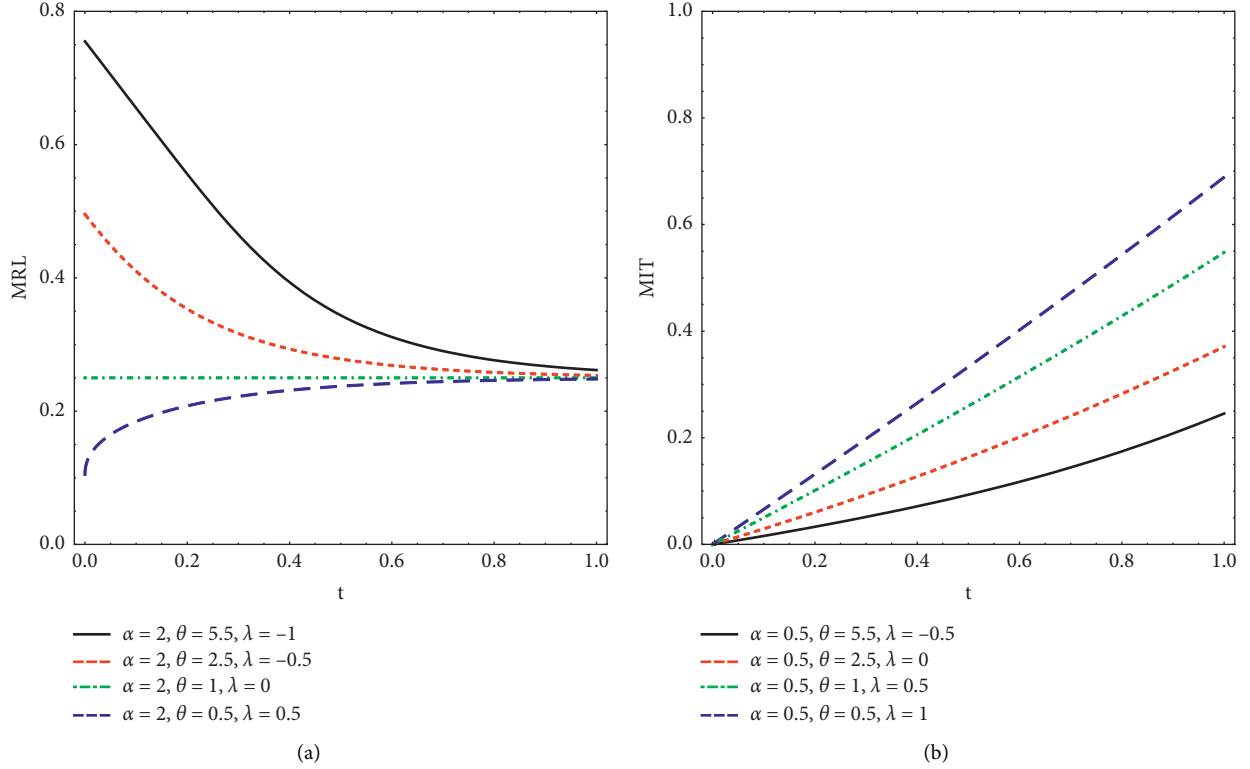 0.8
0.6
0.4
0.2
0.0
MRL
0.0 0.2 0.4 0.6 0.8 1.0
t
α = 2, θ = 5.5, λ = –1
α = 2, θ = 2.5, λ = –0.5
α = 2, θ = 1, λ = 0
α = 2, θ = 0.5, λ = 0.5
(a)
1.0
0.8
0.6
0.4
0.2
0.0
MIT
0.0 0.2 0.4 0.6 0.8 1.0
t
α = 0.5, θ = 5.5, λ = –0.5
α = 0.5, θ = 2.5, λ = 0
α = 0.5, θ = 1, λ = 0.5
α = 0.5, θ = 0.5, λ = 1
(b)